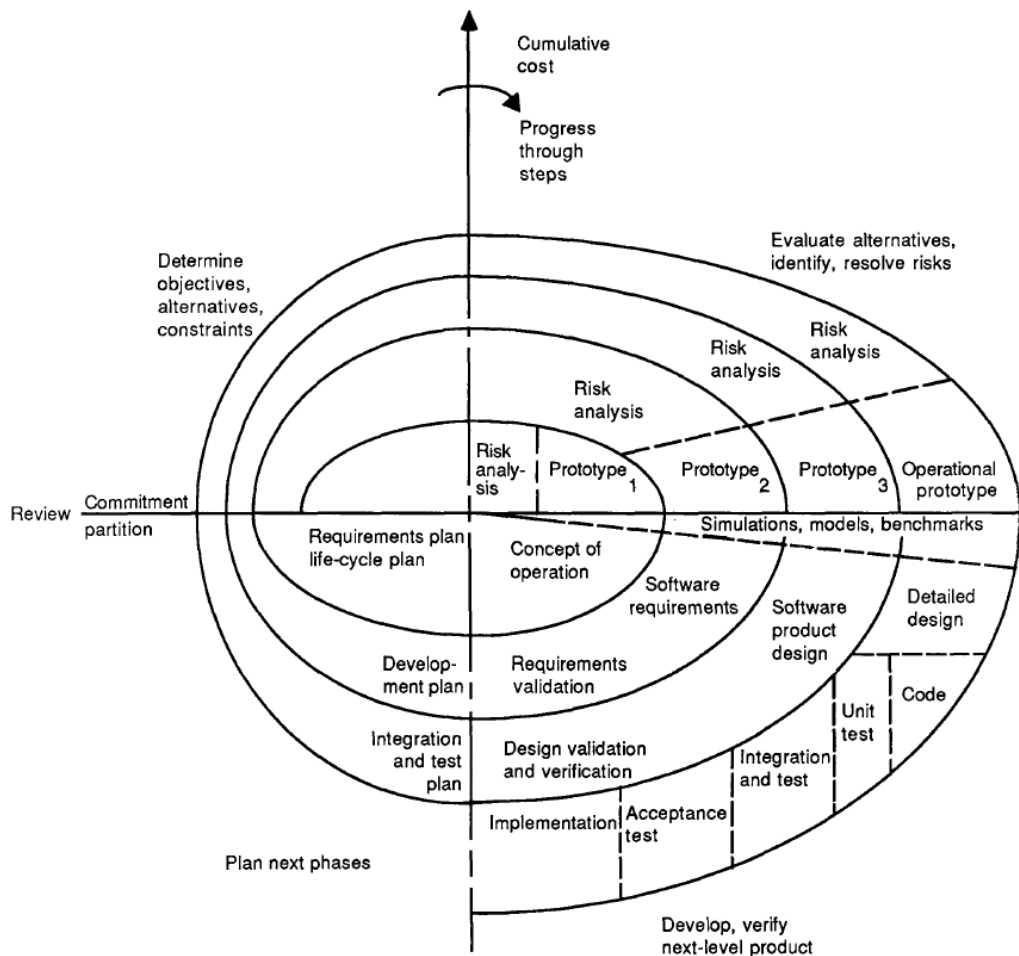 Cumulative
cost
Progress
through
steps
Determine
objectives,
alternatives,
constraints
Evaluate alternatives,
identify, resolve risks
Risk
analysis
Risk
analysis
Risk
analysis
Risk
analy-
sis
Prototype 1
Prototype 2
Prototype 3
Operational
prototype
Review
Commitment
partition
Simulations, models, benchmarks
Requirements plan
life-cycle plan
Concept of
operation
Software
requirements
Software
product
design
Detailed
design
Develop-
ment plan
Requirements
validation
Code
Unit
test
Integration
and test
plan
Design validation
and verification
Integration
and test
Acceptance
test
Implementation
Plan next phases
Develop, verify
next-level product